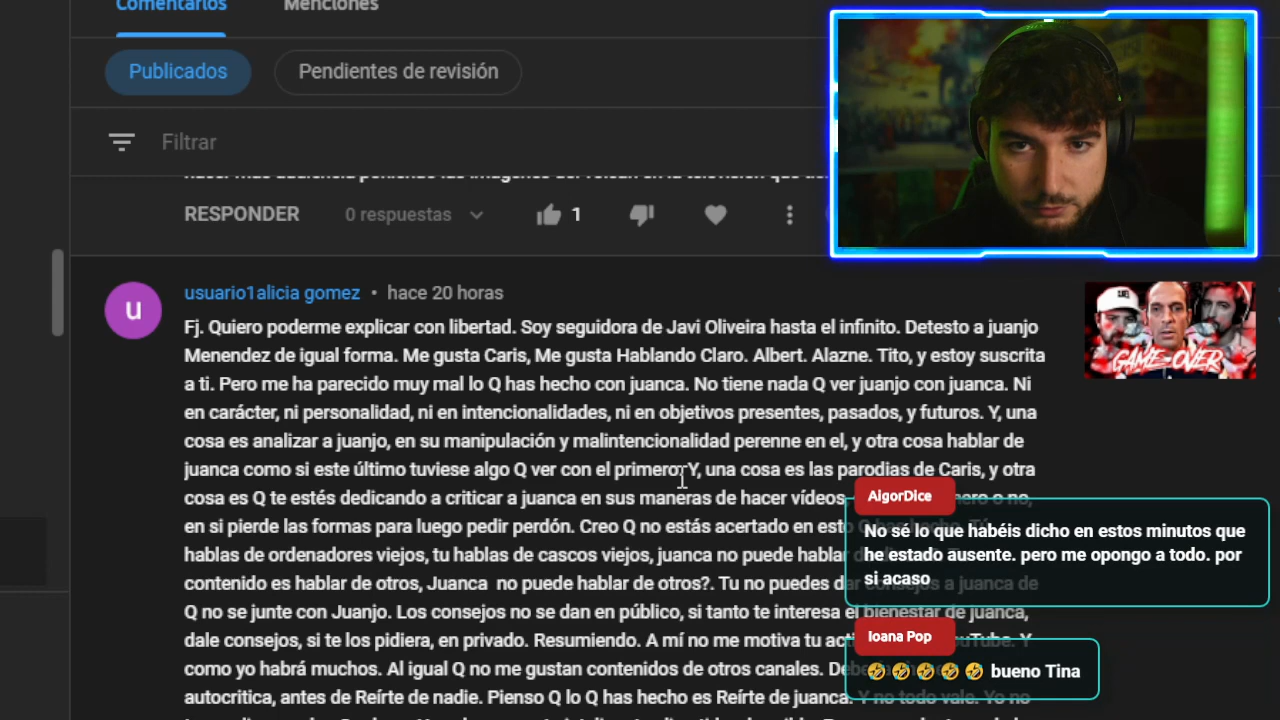 Comentarios
Menciones
Publicados
Pendientes de revisión
Filtrar
RESPONDER
0 respuestas
1
usuario1alicia gomez • hace 20 horas
Fj. Quiero poderme explicar con libertad. Soy seguidora de Javi Oliveira hasta el infinito. Detesto a juanjo
Menendez de igual forma. Me gusta Caris, Me gusta Hablando Claro. Albert. Alazne. Tito, y estoy suscrita
a ti. Pero me ha parecido muy mal lo Q has hecho con juanca. No tiene nada Q ver juanjo con juanca. Ni
en carácter, ni personalidad, ni en intencionalidades, ni en objetivos presentes, pasados, y futuros. Y, una
cosa es analizar a juanjo, en su manipulación y malintencionalidad perenne en el, y otra cosa hablar de
juanca como si este último tuviese algo Q ver con el primero. Y, una cosa es las parodias de Caris, y otra
cosa es Q te estés dedicando a criticar a juanca en sus maneras de hacer vídeos,
en si pierde las formas para luego pedir perdón. Creo Q no estás acertado en esto
hablas de ordenadores viejos, tu hablas de cascos viejos, juanca no puede hablar
contenido es hablar de otros, Juanca no puede hablar de otros?. Tu no puedes dar consejos a juanca de
Q no se junte con Juanjo. Los consejos no se dan en público, si tanto te interesa el bienestar de juanca,
dale consejos, si te los pidiera, en privado. Resumiendo. A mí no me motiva tu
como yo habrá muchos. Al igual Q no me gustan contenidos de otros canales.
autocritica, antes de Reírte de nadie. Pienso Q lo Q has hecho es Reírte de juanca. Y no todo vale. Yo no
GAME-OVER
AigorDice
No sé lo que habéis dicho en estos minutos que
he estado ausente. pero me opongo a todo. por
si acaso
Ioana Pop
🤣🤣🤣🤣🤣 bueno Tina